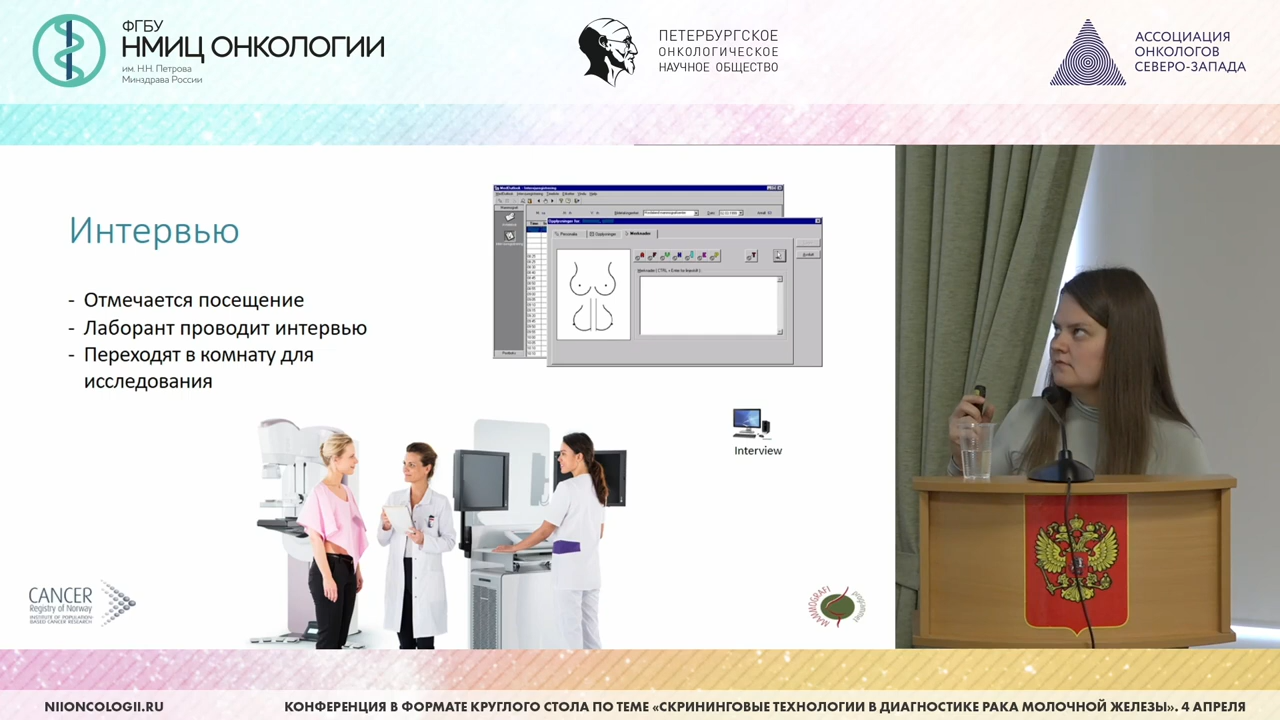 ФГБУ
НМИЦ ОНКОЛОГИИ
им. Н.Н. Петрова
Минздрава России
ПЕТЕРБУРГСКОЕ
ОНКОЛОГИЧЕСКОЕ
НАУЧНОЕ ОБЩЕСТВО
АССОЦИАЦИЯ
ОНКОЛОГОВ
СЕВЕРО-ЗАПАДА
Интервью
- Отмечается посещение
- Лаборант проводит интервью
- Переходят в комнату для
исследования
Interview
CANCER
Registry of Norway
INSTITUTE OF POPULATION-
BASED CANCER RESEARCH
MAMMOGRAFI
programmet
NIIONCOLOGII.RU
КОНФЕРЕНЦИЯ В ФОРМАТЕ КРУГЛОГО СТОЛА ПО ТЕМЕ «СКРИНИНГОВЫЕ ТЕХНОЛОГИИ В ДИАГНОСТИКЕ РАКА МОЛОЧНОЙ ЖЕЛЕЗЫ». 4 АПРЕЛЯ